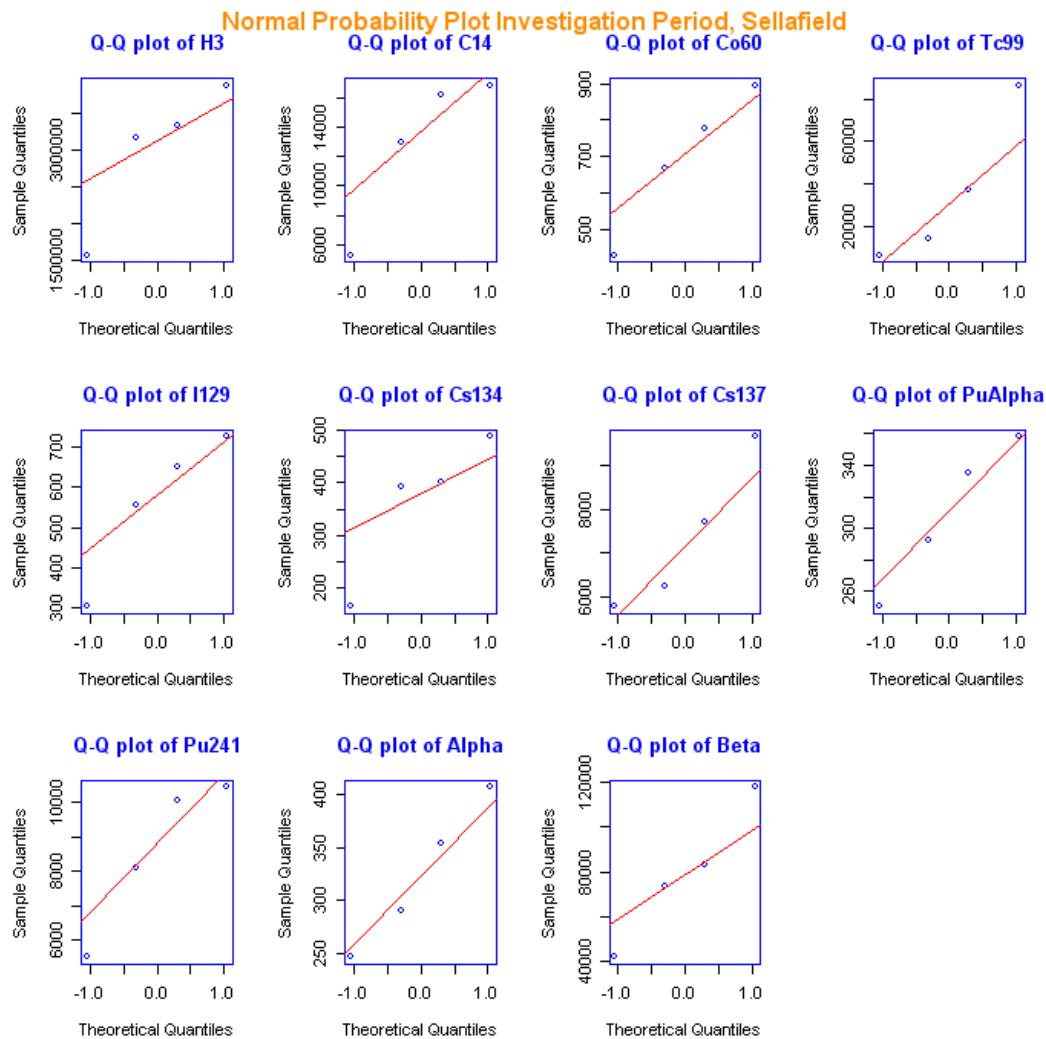 Normal Probability Plot Investigation Period, Sellafield
Q-Q plot of H3
Sample Quantiles
1500000 3000000
-1.0 0.0 1.0
Theoretical Quantiles
Q-Q plot of C14
Sample Quantiles
6000 10000 14000
-1.0 0.0 1.0
Theoretical Quantiles
Q-Q plot of Co60
Sample Quantiles
500 700 900
-1.0 0.0 1.0
Theoretical Quantiles
Q-Q plot of Tc99
Sample Quantiles
20000 60000
-1.0 0.0 1.0
Theoretical Quantiles
Q-Q plot of I129
Sample Quantiles
300 400 500 600 700
-1.0 0.0 1.0
Theoretical Quantiles
Q-Q plot of Cs134
Sample Quantiles
200 300 400 500
-1.0 0.0 1.0
Theoretical Quantiles
Q-Q plot of Cs137
Sample Quantiles
6000 8000
-1.0 0.0 1.0
Theoretical Quantiles
Q-Q plot of PuAlpha
Sample Quantiles
260 300 340
-1.0 0.0 1.0
Theoretical Quantiles
Q-Q plot of Pu241
Sample Quantiles
6000 8000 10000
-1.0 0.0 1.0
Theoretical Quantiles
Q-Q plot of Alpha
Sample Quantiles
250 300 350 400
-1.0 0.0 1.0
Theoretical Quantiles
Q-Q plot of Beta
Sample Quantiles
40000 80000 120000
-1.0 0.0 1.0
Theoretical Quantiles